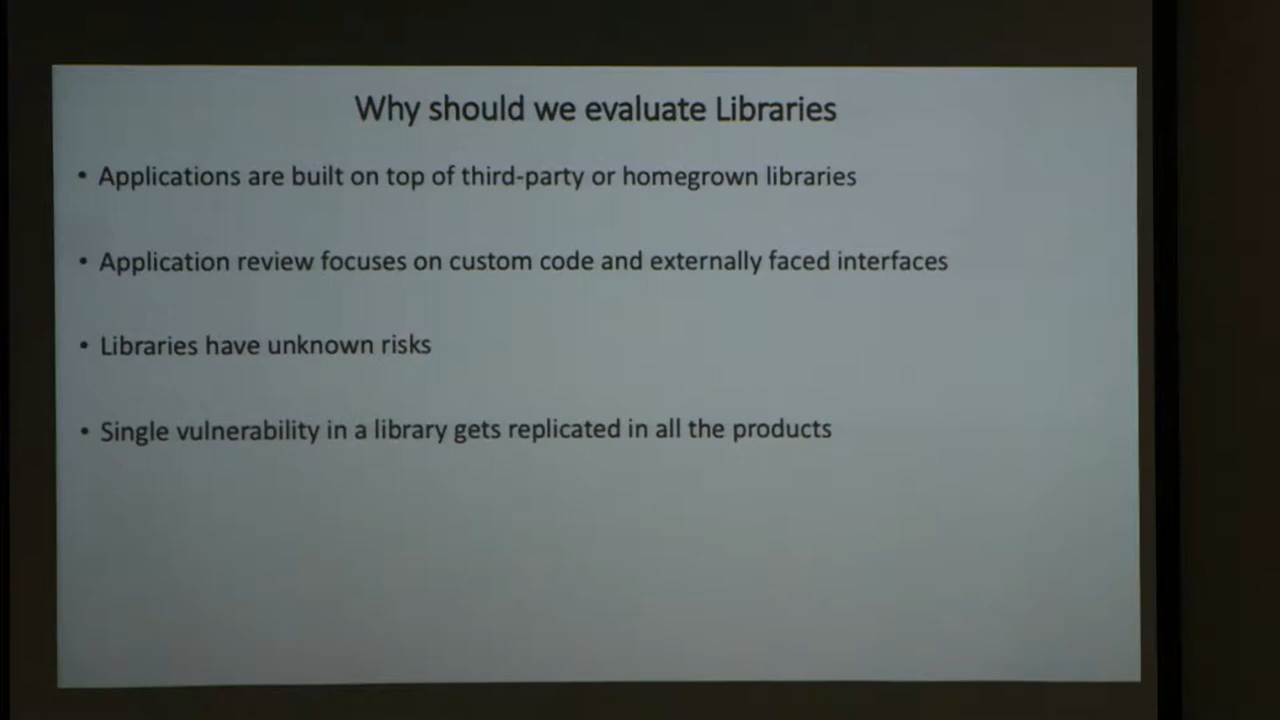 Why should we evaluate Libraries
• Applications are built on top of third-party or homegrown libraries
• Application review focuses on custom code and externally faced interfaces
• Libraries have unknown risks
• Single vulnerability in a library gets replicated in all the products